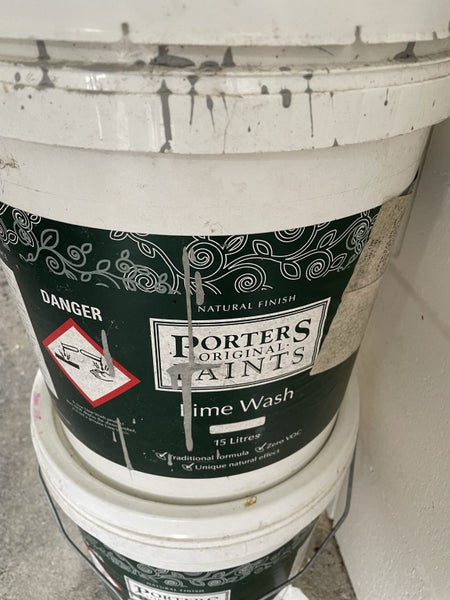 NATURAL FINISH
DANGER
PORTERS
ORIGINAL
PAINTS
Lime Wash
15 Litres
Traditional formula Zero VOC
Unique natural effect
NATURAL FINISH
PORTERS